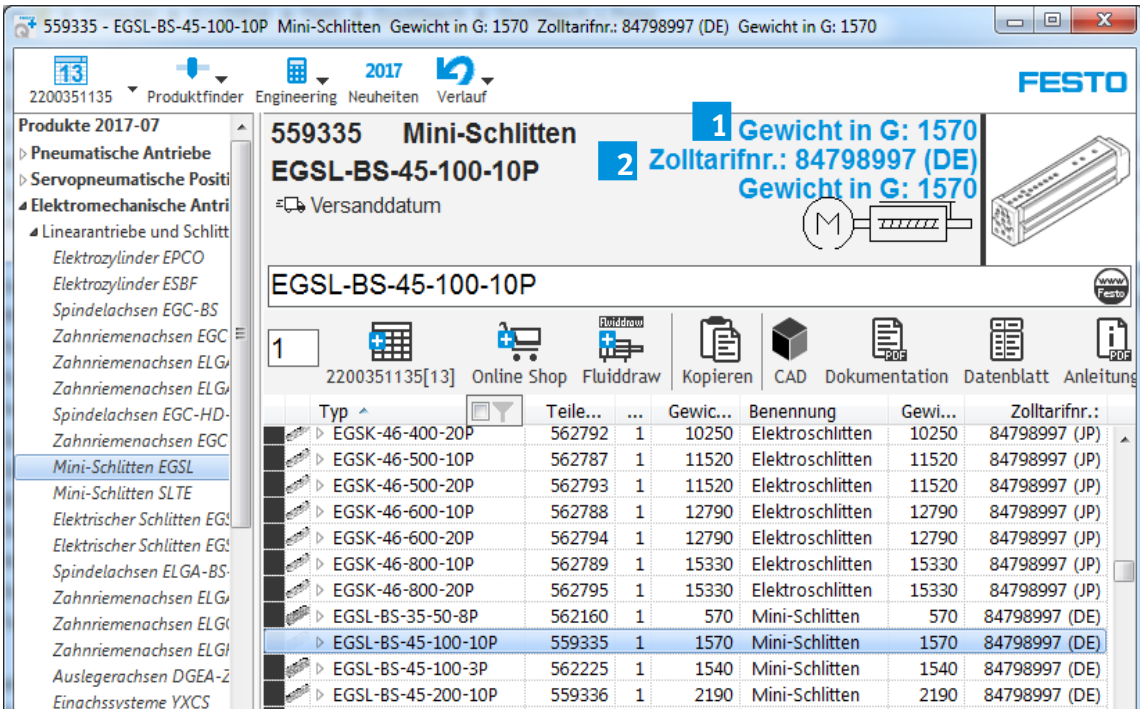 559335 - EGSL-BS-45-100-10P Mini-Schlitten Gewicht in G: 1570 Zolltarifnr.: 84798997 (DE) Gewicht in G: 1570
13
2200351135
Produktfinder
Engineering
2017
Neuheiten
Verlauf
FESTO
Produkte 2017-07
Pneumatische Antriebe
Servopneumatische Positi
Elektromechanische Antri
Linearantriebe und Schlitt
Elektrozylinder EPCO
Elektrozylinder ESBF
Spindelachsen EGC-BS
Zahnriemenachsen EGC
Zahnriemenachsen ELGA
Zahnriemenachsen ELGA
Spindelachsen EGC-HD-
Zahnriemenachsen EGC
Mini-Schlitten EGSL
Mini-Schlitten SLTE
Elektrischer Schlitten EGS
Elektrischer Schlitten EGS
Spindelachsen ELGA-BS-
Zahnriemenachsen ELGA
Zahnriemenachsen ELG
Zahnriemenachsen ELG
Auslegerachsen DGEA-Z
Einachssysteme YXCS
559335 Mini-Schlitten
EGSL-BS-45-100-10P
Versanddatum
1 Gewicht in G: 1570
2 Zolltarifnr.: 84798997 (DE)
Gewicht in G: 1570
M
EGSL-BS-45-100-10P
www Festo
1
2200351135[13]
Online Shop
Fluiddraw
Fluiddraw
Kopieren
CAD
PDF
Dokumentation
Datenblatt
PDF
Anleitung
Typ Teile... ... Gewic... Benennung Gewi... Zolltarifnr.:
EGSK-46-400-20P 562792 1 10250 Elektroschlitten 10250 84798997 (JP)
EGSK-46-500-10P 562787 1 11520 Elektroschlitten 11520 84798997 (JP)
EGSK-46-500-20P 562793 1 11520 Elektroschlitten 11520 84798997 (JP)
EGSK-46-600-10P 562788 1 12790 Elektroschlitten 12790 84798997 (JP)
EGSK-46-600-20P 562794 1 12790 Elektroschlitten 12790 84798997 (JP)
EGSK-46-800-10P 562789 1 15330 Elektroschlitten 15330 84798997 (JP)
EGSK-46-800-20P 562795 1 15330 Elektroschlitten 15330 84798997 (JP)
EGSL-BS-35-50-8P 562160 1 570 Mini-Schlitten 570 84798997 (DE)
EGSL-BS-45-100-10P 559335 1 1570 Mini-Schlitten 1570 84798997 (DE)
EGSL-BS-45-100-3P 562225 1 1540 Mini-Schlitten 1540 84798997 (DE)
EGSL-BS-45-200-10P 559336 1 2190 Mini-Schlitten 2190 84798997 (DE)